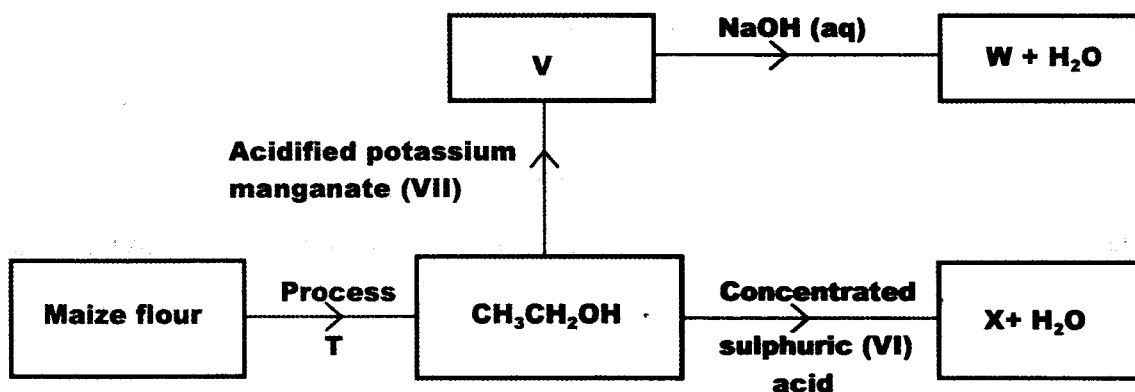 NaOH (aq)
V
W + H₂O
Acidified potassium
manganate (VII)
Maize flour
Process
T
CH₃CH₂OH
Concentrated
sulphuric (VI)
acid
X+ H₂O